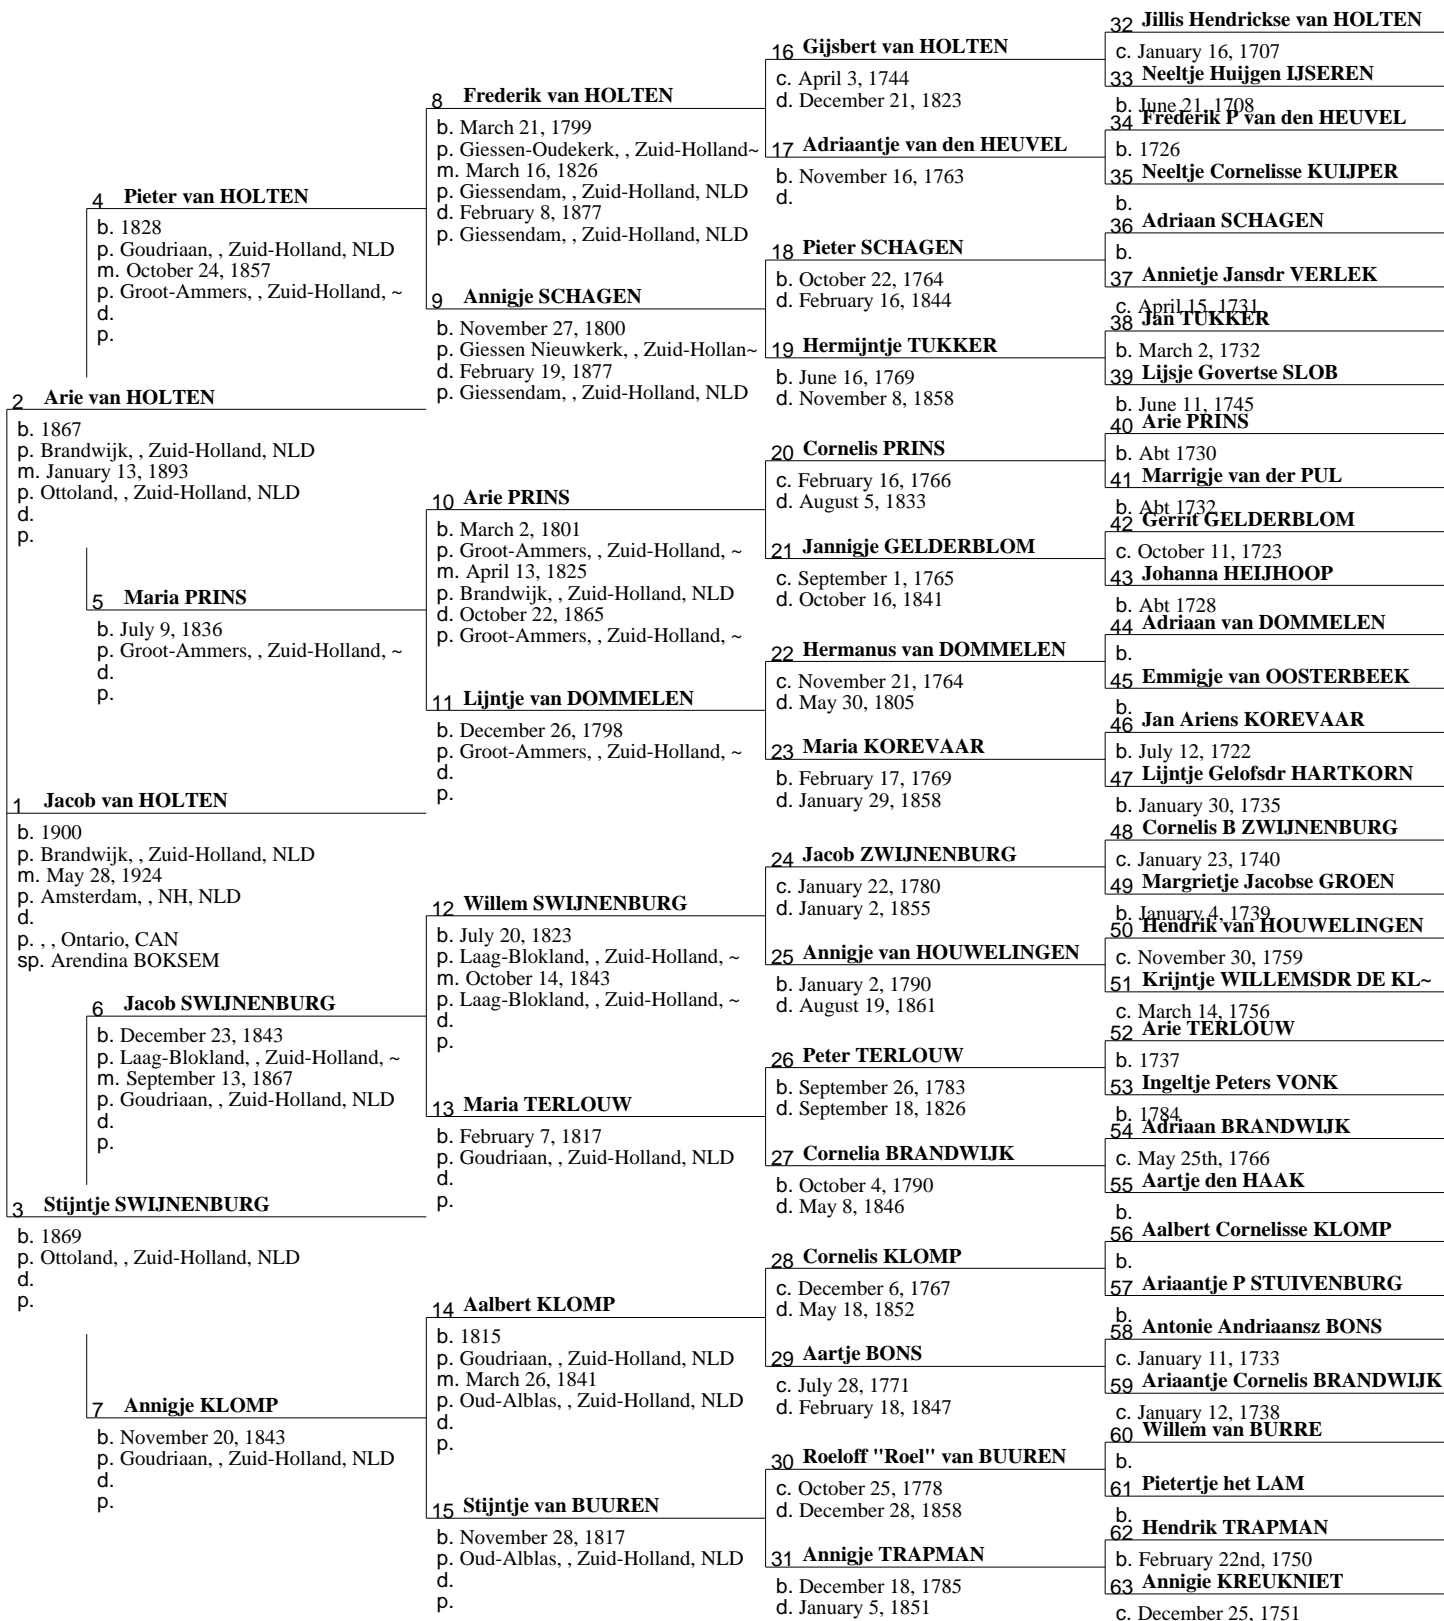 1 Jacob van HOLTEN
b. 1900
p. Brandwijk, , Zuid-Holland, NLD
m. May 28, 1924
p. Amsterdam, , NH, NLD
d.
p. , , Ontario, CAN
sp. Arendina BOKSEM
2 Arie van HOLTEN
b. 1867
p. Brandwijk, , Zuid-Holland, NLD
m. January 13, 1893
p. Ottoland, , Zuid-Holland, NLD
d.
p.
3 Stijntje SWIJNENBURG
b. 1869
p. Ottoland, , Zuid-Holland, NLD
d.
p.
4 Pieter van HOLTEN
b. 1828
p. Goudriaan, , Zuid-Holland, NLD
m. October 24, 1857
p. Groot-Ammers, , Zuid-Holland, ~
d.
p.
5 Maria PRINS
b. July 9, 1836
p. Groot-Ammers, , Zuid-Holland, ~
d.
p.
6 Jacob SWIJNENBURG
b. December 23, 1843
p. Laag-Blokland, , Zuid-Holland, ~
m. September 13, 1867
p. Goudriaan, , Zuid-Holland, NLD
d.
p.
7 Annigje KLOMP
b. November 20, 1843
p. Goudriaan, , Zuid-Holland, NLD
d.
p.
8 Frederik van HOLTEN
b. March 21, 1799
p. Giessen-Oudekerk, , Zuid-Holland~
m. March 16, 1826
p. Giessendam, , Zuid-Holland, NLD
d. February 8, 1877
p. Giessendam, , Zuid-Holland, NLD
9 Annigje SCHAGEN
b. November 27, 1800
p. Giessen Nieuwkerk, , Zuid-Hollan~
d. February 19, 1877
p. Giessendam, , Zuid-Holland, NLD
10 Arie PRINS
b. March 2, 1801
p. Groot-Ammers, , Zuid-Holland, ~
m. April 13, 1825
p. Brandwijk, , Zuid-Holland, NLD
d. October 22, 1865
p. Groot-Ammers, , Zuid-Holland, ~
11 Lijntje van DOMMELEN
b. December 26, 1798
p. Groot-Ammers, , Zuid-Holland, ~
d.
p.
12 Willem SWIJNENBURG
b. July 20, 1823
p. Laag-Blokland, , Zuid-Holland, ~
m. October 14, 1843
p. Laag-Blokland, , Zuid-Holland, ~
d.
p.
13 Maria TERLOUW
b. February 7, 1817
p. Goudriaan, , Zuid-Holland, NLD
d.
p.
14 Aalbert KLOMP
b. 1815
p. Goudriaan, , Zuid-Holland, NLD
m. March 26, 1841
p. Oud-Alblas, , Zuid-Holland, NLD
d.
p.
15 Stijntje van BUUREN
b. November 28, 1817
p. Oud-Alblas, , Zuid-Holland, NLD
d.
p.
16 Gijsbert van HOLTEN
c. April 3, 1744
d. December 21, 1823
17 Adriaantje van den HEUVEL
b. November 16, 1763
d.
18 Pieter SCHAGEN
b. October 22, 1764
d. February 16, 1844
19 Hermijntje TUKKER
b. June 16, 1769
d. November 8, 1858
20 Cornelis PRINS
c. February 16, 1766
d. August 5, 1833
21 Jannigje GELDERBLOM
c. September 1, 1765
d. October 16, 1841
22 Hermanus van DOMMELEN
c. November 21, 1764
d. May 30, 1805
23 Maria KOREVAAR
b. February 17, 1769
d. January 29, 1858
24 Jacob ZWIJNENBURG
c. January 22, 1780
d. January 2, 1855
25 Annigje van HOUWELINGEN
b. January 2, 1790
d. August 19, 1861
26 Peter TERLOUW
b. September 26, 1783
d. September 18, 1826
27 Cornelia BRANDWIJK
b. October 4, 1790
d. May 8, 1846
28 Cornelis KLOMP
c. December 6, 1767
d. May 18, 1852
29 Aartje BONS
c. July 28, 1771
d. February 18, 1847
30 Roeloff "Roel" van BUUREN
c. October 25, 1778
d. December 28, 1858
31 Annigje TRAPMAN
b. December 18, 1785
d. January 5, 1851
32 Jillis Hendrickse van HOLTEN
c. January 16, 1707
33 Neeltje Huijgen IJSEREN
b. June 21, 1708
34 Frederik P van den HEUVEL
b. 1726
35 Neeltje Cornelisse KUIJPER
b.
36 Adriaan SCHAGEN
b.
37 Annietje Jansdr VERLEK
c. April 15, 1731
38 Jan TUKKER
b. March 2, 1732
39 Lijsje Govertse SLOB
b. June 11, 1745
40 Arie PRINS
b. Abt 1730
41 Marrigje van der PUL
b. Abt 1732
42 Gerrit GELDERBLOM
c. October 11, 1723
43 Johanna HEIJHOOP
b. Abt 1728
44 Adriaan van DOMMELEN
b.
45 Emmigje van OOSTERBEEK
b.
46 Jan Ariens KOREVAAR
b. July 12, 1722
47 Lijntje Gelofsdr HARTKORN
b. January 30, 1735
48 Cornelis B ZWIJNENBURG
c. January 23, 1740
49 Margrietje Jacobse GROEN
b. January 4, 1739
50 Hendrik van HOUWELINGEN
c. November 30, 1759
51 Krijntje WILLEMSDR DE KL~
c. March 14, 1756
52 Arie TERLOUW
b. 1737
53 Ingeltje Peters VONK
b. 1784
54 Adriaan BRANDWIJK
c. May 25th, 1766
55 Aartje den HAAK
b.
56 Aalbert Cornelisse KLOMP
b.
57 Ariaantje P STUIVENBURG
b.
58 Antonie Andriaansz BONS
c. January 11, 1733
59 Ariaantje Cornelis BRANDWIJK
c. January 12, 1738
60 Willem van BURRE
b.
61 Pietertje het LAM
b.
62 Hendrik TRAPMAN
b. February 22nd, 1750
63 Annigie KREUKNIET
c. December 25, 1751